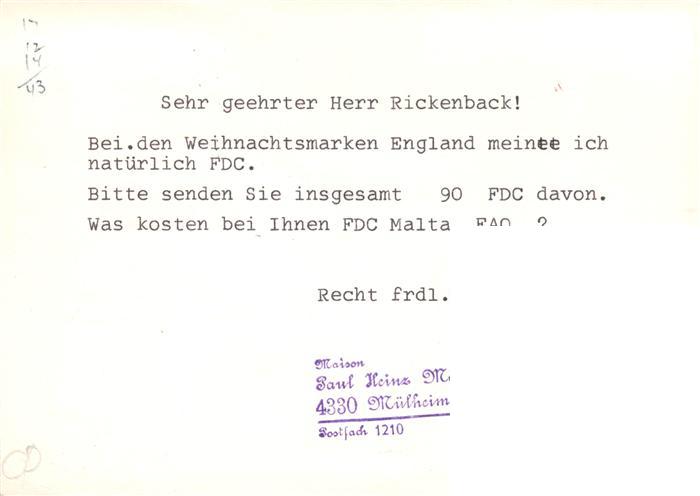 12
14
43
Sehr geehrter Herr Rickenback!
Bei.den Weihnachtsmarken England meinte ich
natürlich FDC.
Bitte senden Sie insgesamt 90 FDC davon.
Was kosten bei Ihnen FDC Malta FAO ?
Recht frdl.
Maison
Paul Heinz M
4330 Mülheim
Postfach 1210